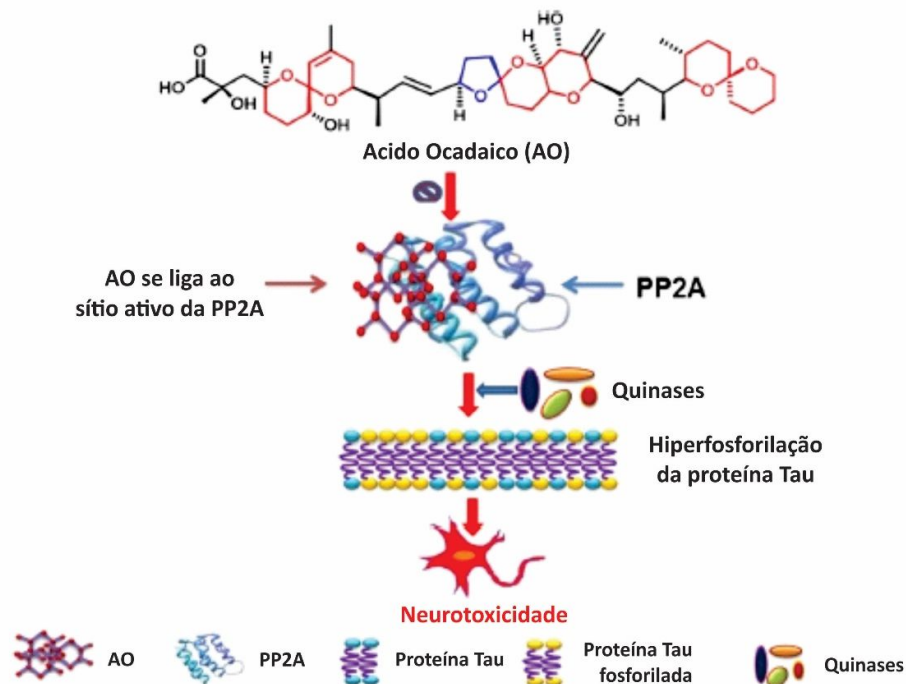 O
HO
OH
H
O
O
OH
H
O
O
H
HO
O
OH
O
O
Acido Ocadaico (AO)
AO se liga ao
sítio ativo da PP2A
PP2A
Quinases
Hiperfosforilação
da proteína Tau
Neurotoxicidade
AO
PP2A
Proteína Tau
Proteína Tau
fosforilada
Quinases